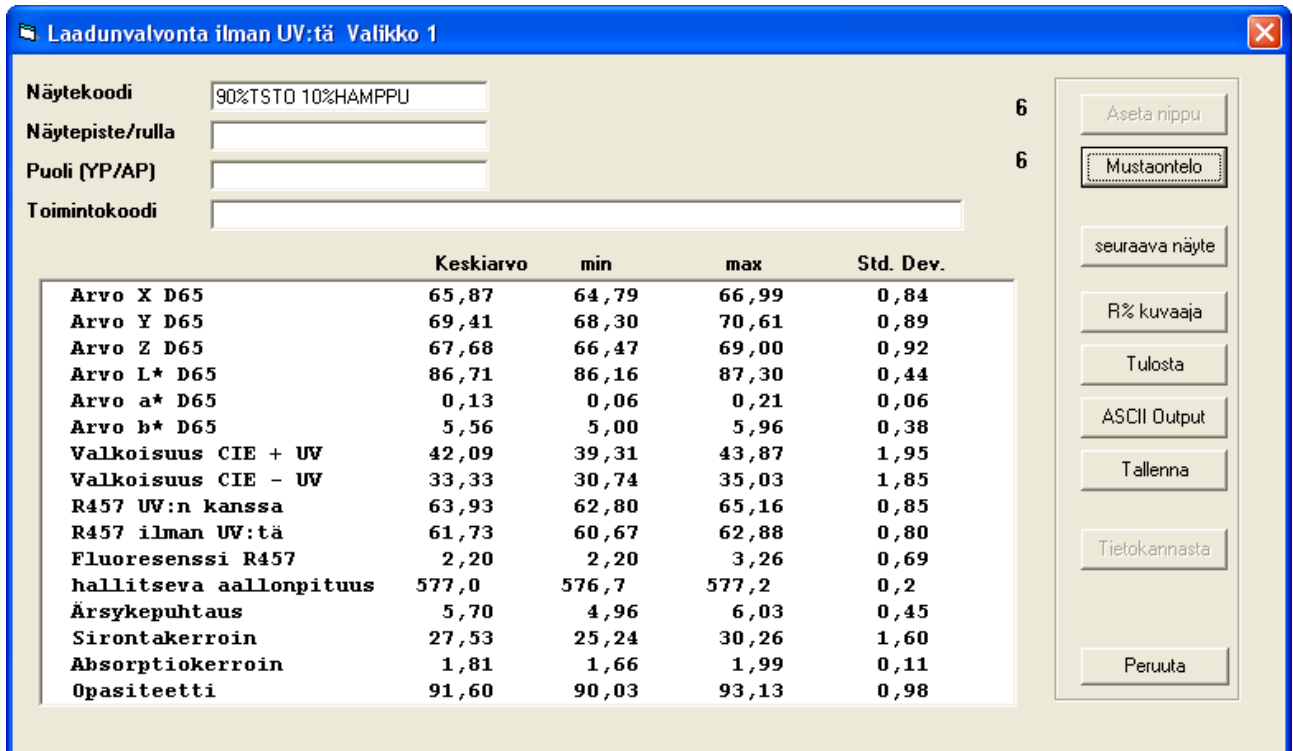 Laadunvalvonta ilman UV:tä Valikko 1
Näytekoodi 90%TSTO 10%HAMPPU
Näytepiste/rulla
Puoli (YP/AP)
Toimintokoodi
6
6
Aseta nippu
Mustaontelo
seuraava näyte
R% kuvaaja
Tulosta
ASCII Output
Tallenna
Tietokannasta
Peruuta
Keskiarvo min max Std. Dev.
Arvo X D65 65,87 64,79 66,99 0,84
Arvo Y D65 69,41 68,30 70,61 0,89
Arvo Z D65 67,68 66,47 69,00 0,92
Arvo L* D65 86,71 86,16 87,30 0,44
Arvo a* D65 0,13 0,06 0,21 0,06
Arvo b* D65 5,56 5,00 5,96 0,38
Valkoisuus CIE + UV 42,09 39,31 43,87 1,95
Valkoisuus CIE - UV 33,33 30,74 35,03 1,85
R457 UV:n kanssa 63,93 62,80 65,16 0,85
R457 ilman UV:tä 61,73 60,67 62,88 0,80
Fluoresenssi R457 2,20 2,20 3,26 0,69
hallitseva aallonpituus 577,0 576,7 577,2 0,2
Ärsykepuhtaus 5,70 4,96 6,03 0,45
Sirontakerroin 27,53 25,24 30,26 1,60
Absorptiokerroin 1,81 1,66 1,99 0,11
Opasiteetti 91,60 90,03 93,13 0,98